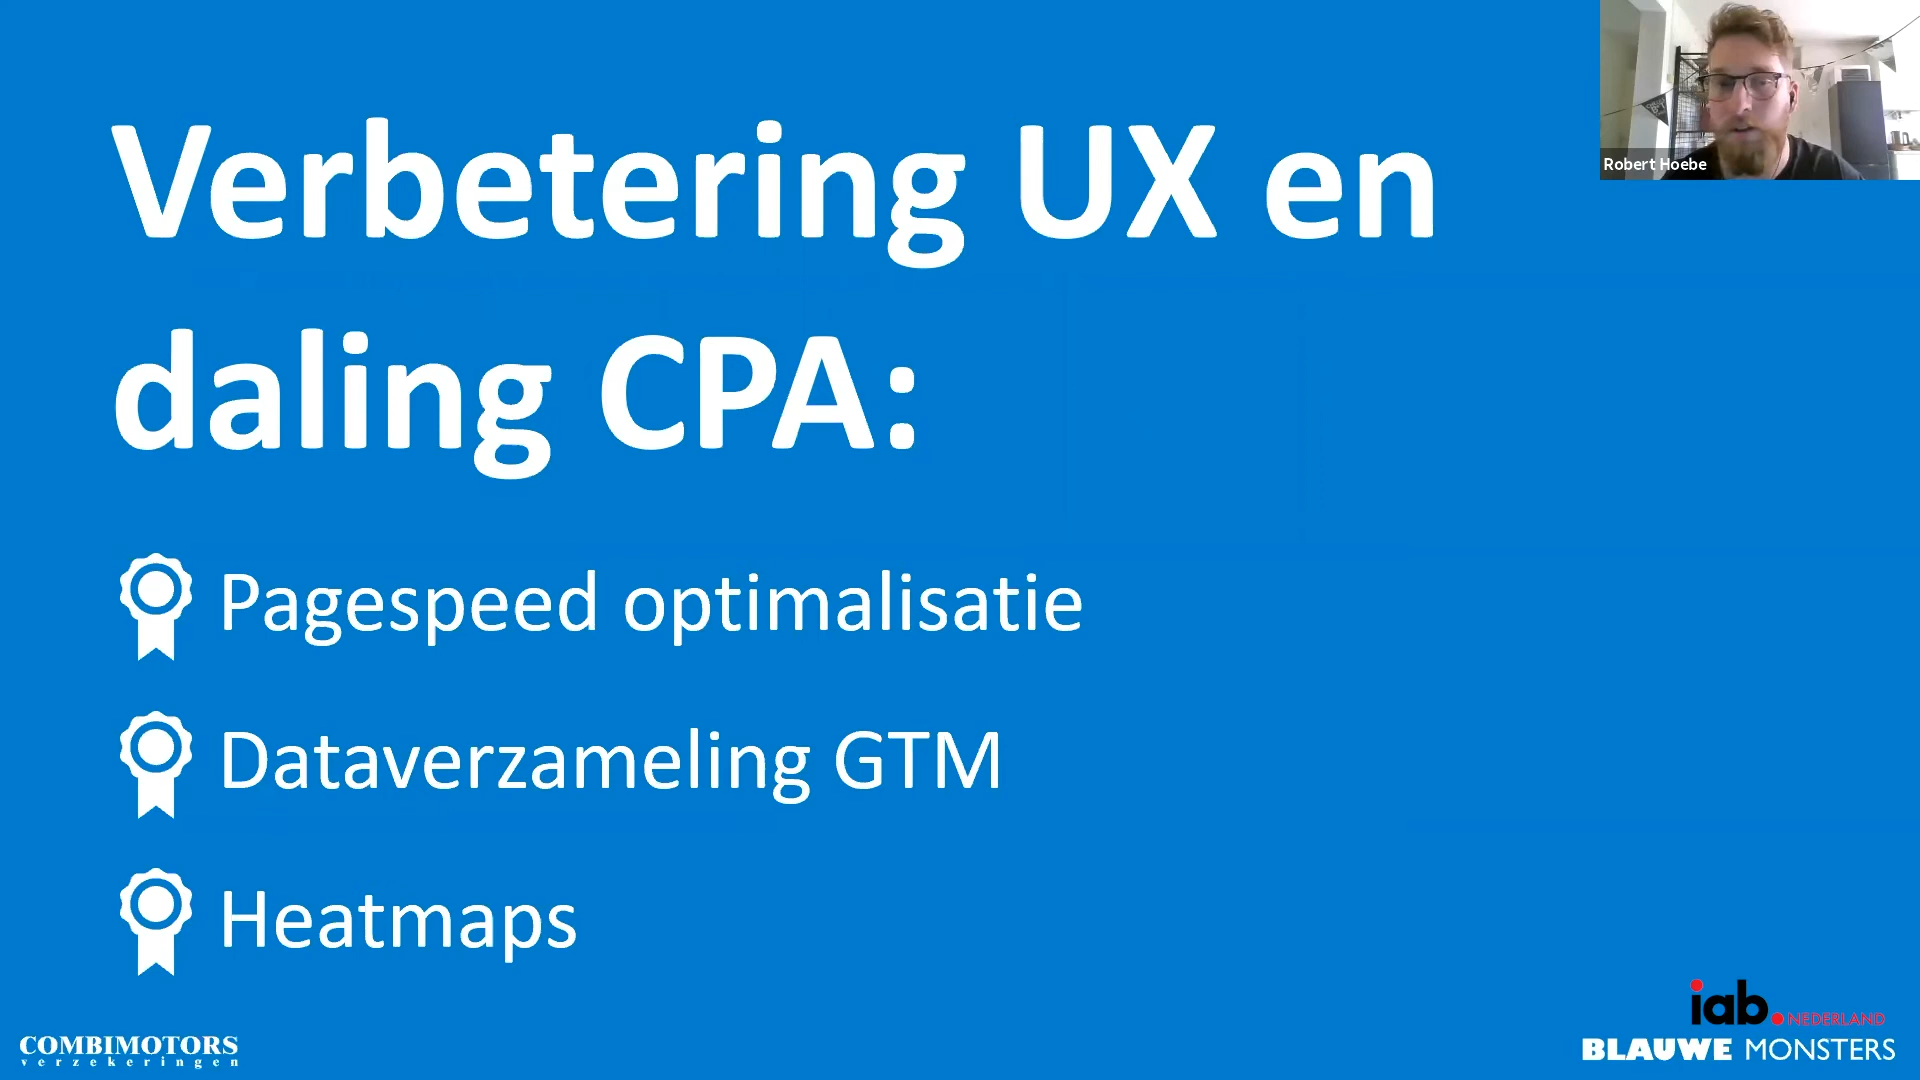 Verbetering UX en
daling CPA:
Pagespeed optimalisatie
Dataverzameling GTM
Heatmaps
Robert Hoebe
COMBIMOTORS
verzekeringen
iab. NEDERLAND
BLAUWE MONSTERS